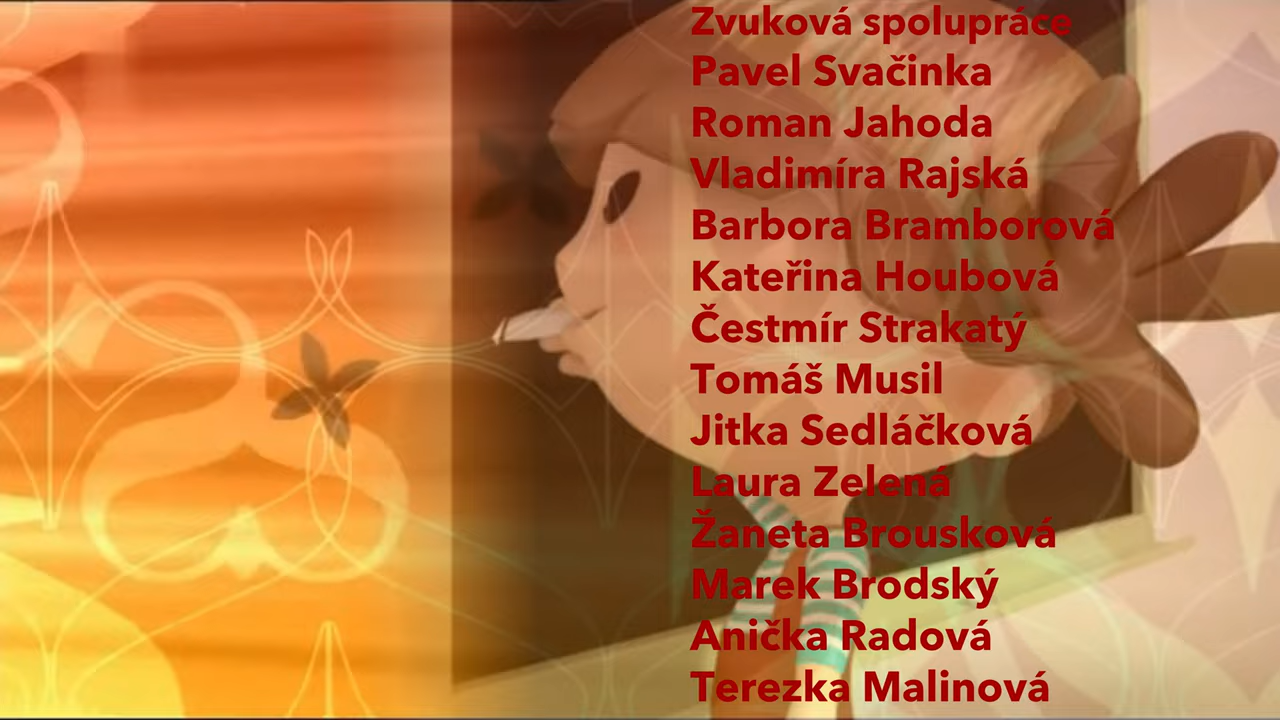 Zvuková spolupráce
Pavel Svačinka
Roman Jahoda
Vladimíra Rajská
Barbora Bramborová
Kateřina Houbová
Čestmír Strakatý
Tomáš Musil
Jitka Sedláčková
Laura Zelená
Žaneta Brousková
Marek Brodský
Anička Radová
Terezka Malinová